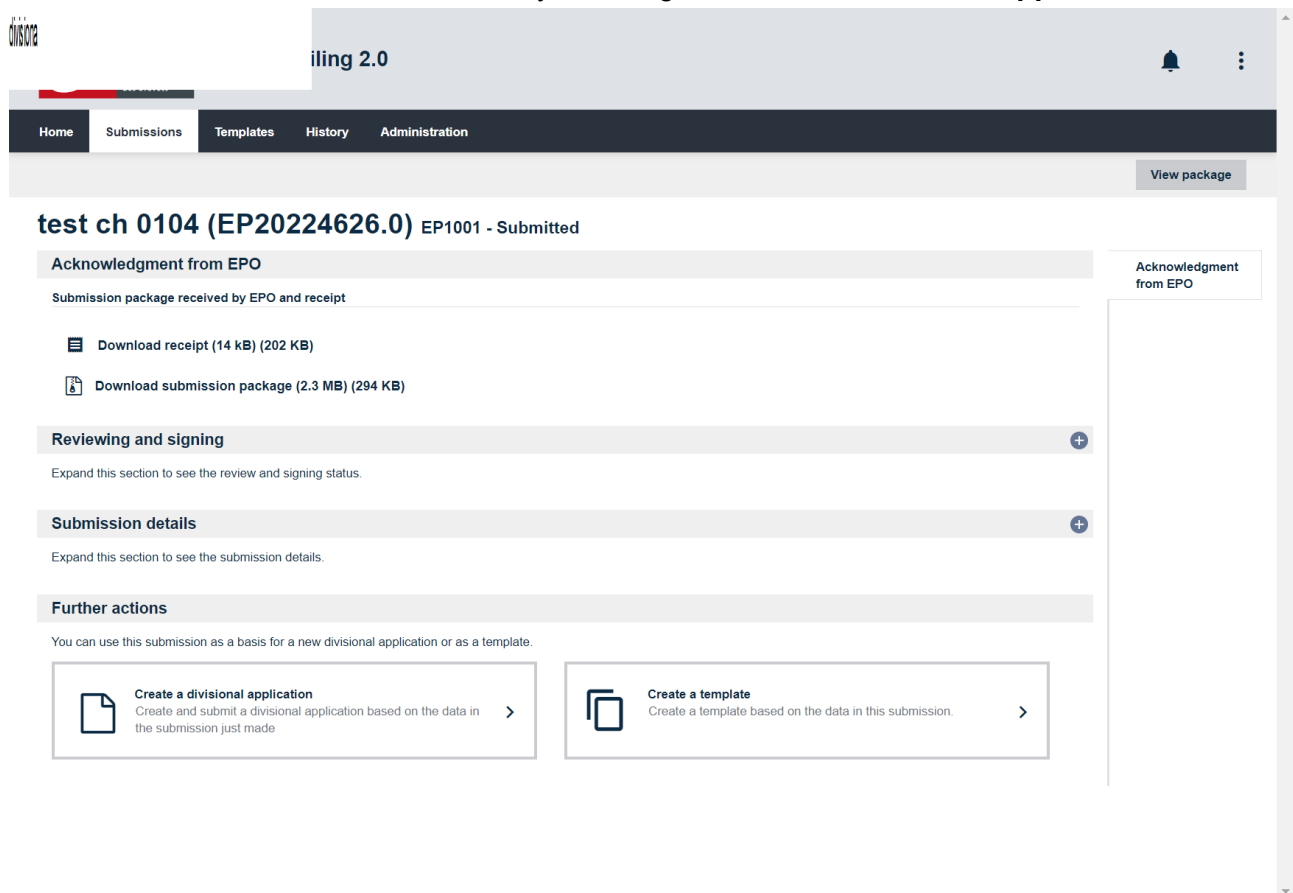 divisiona
iling 2.0
Home Submissions Templates History Administration
View package
test ch 0104 (EP20224626.0) EP1001 - Submitted
Acknowledgment from EPO
Acknowledgment
from EPO
Submission package received by EPO and receipt
Download receipt (14 kB) (202 KB)
Download submission package (2.3 MB) (294 KB)
Reviewing and signing
Expand this section to see the review and signing status.
Submission details
Expand this section to see the submission details.
Further actions
You can use this submission as a basis for a new divisional application or as a template.
Create a divisional application
Create and submit a divisional application based on the data in
the submission just made
Create a template
Create a template based on the data in this submission.